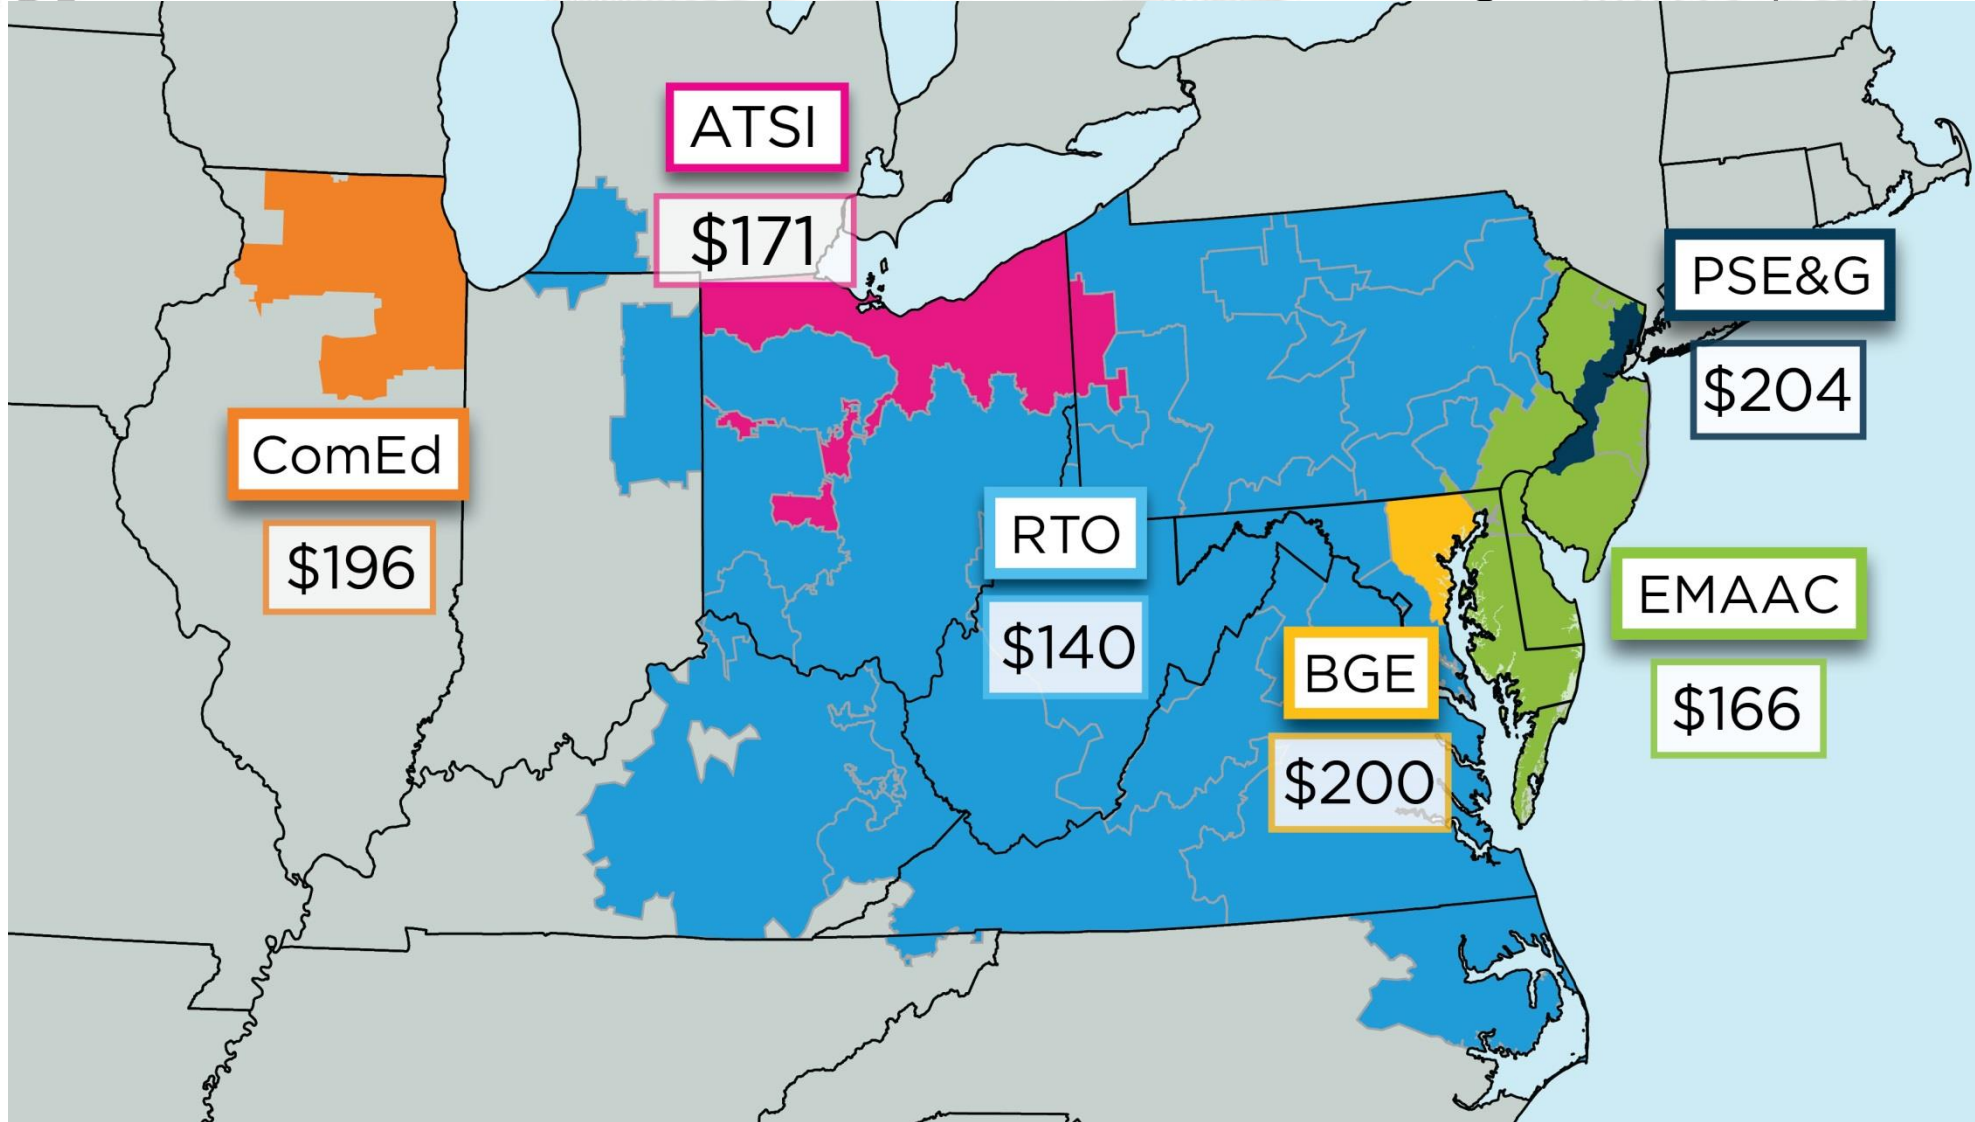 ATSI
$171
PSE&G
$204
ComEd
$196
RTO
$140
EMAAC
$166
BGE
$200